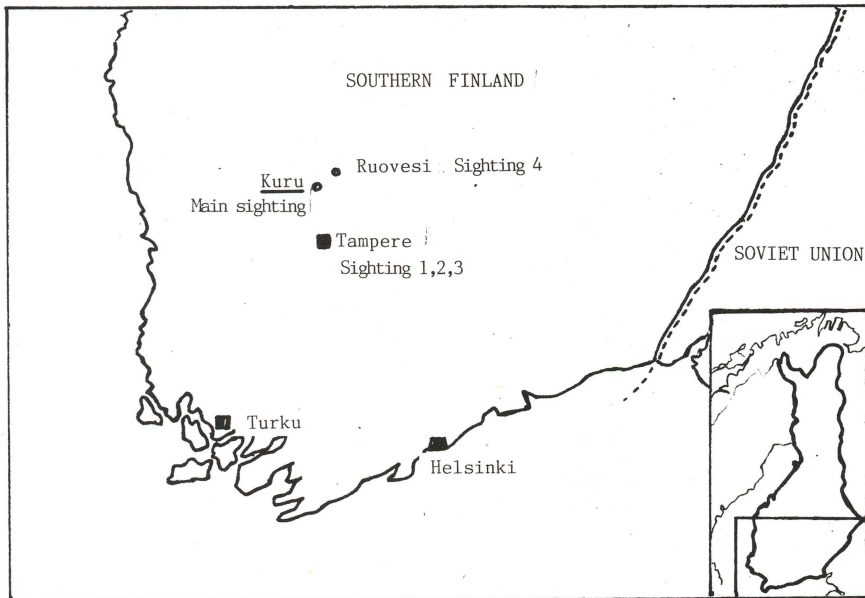 SOUTHERN FINLAND
Ruovesi Sighting 4
Kuru
Main sighting
Tampere
Sighting 1,2,3
SOVIET UNION
Turku
Helsinki